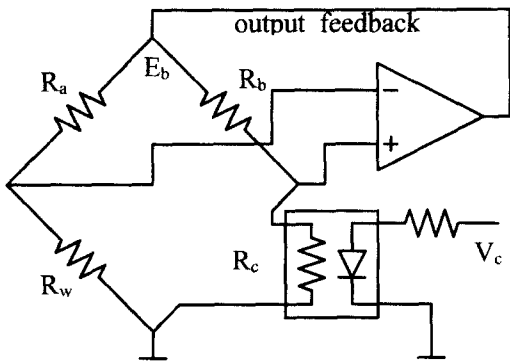 output feedback
R_a
E_b
R_b
−
+
R_c
V_c
R_w